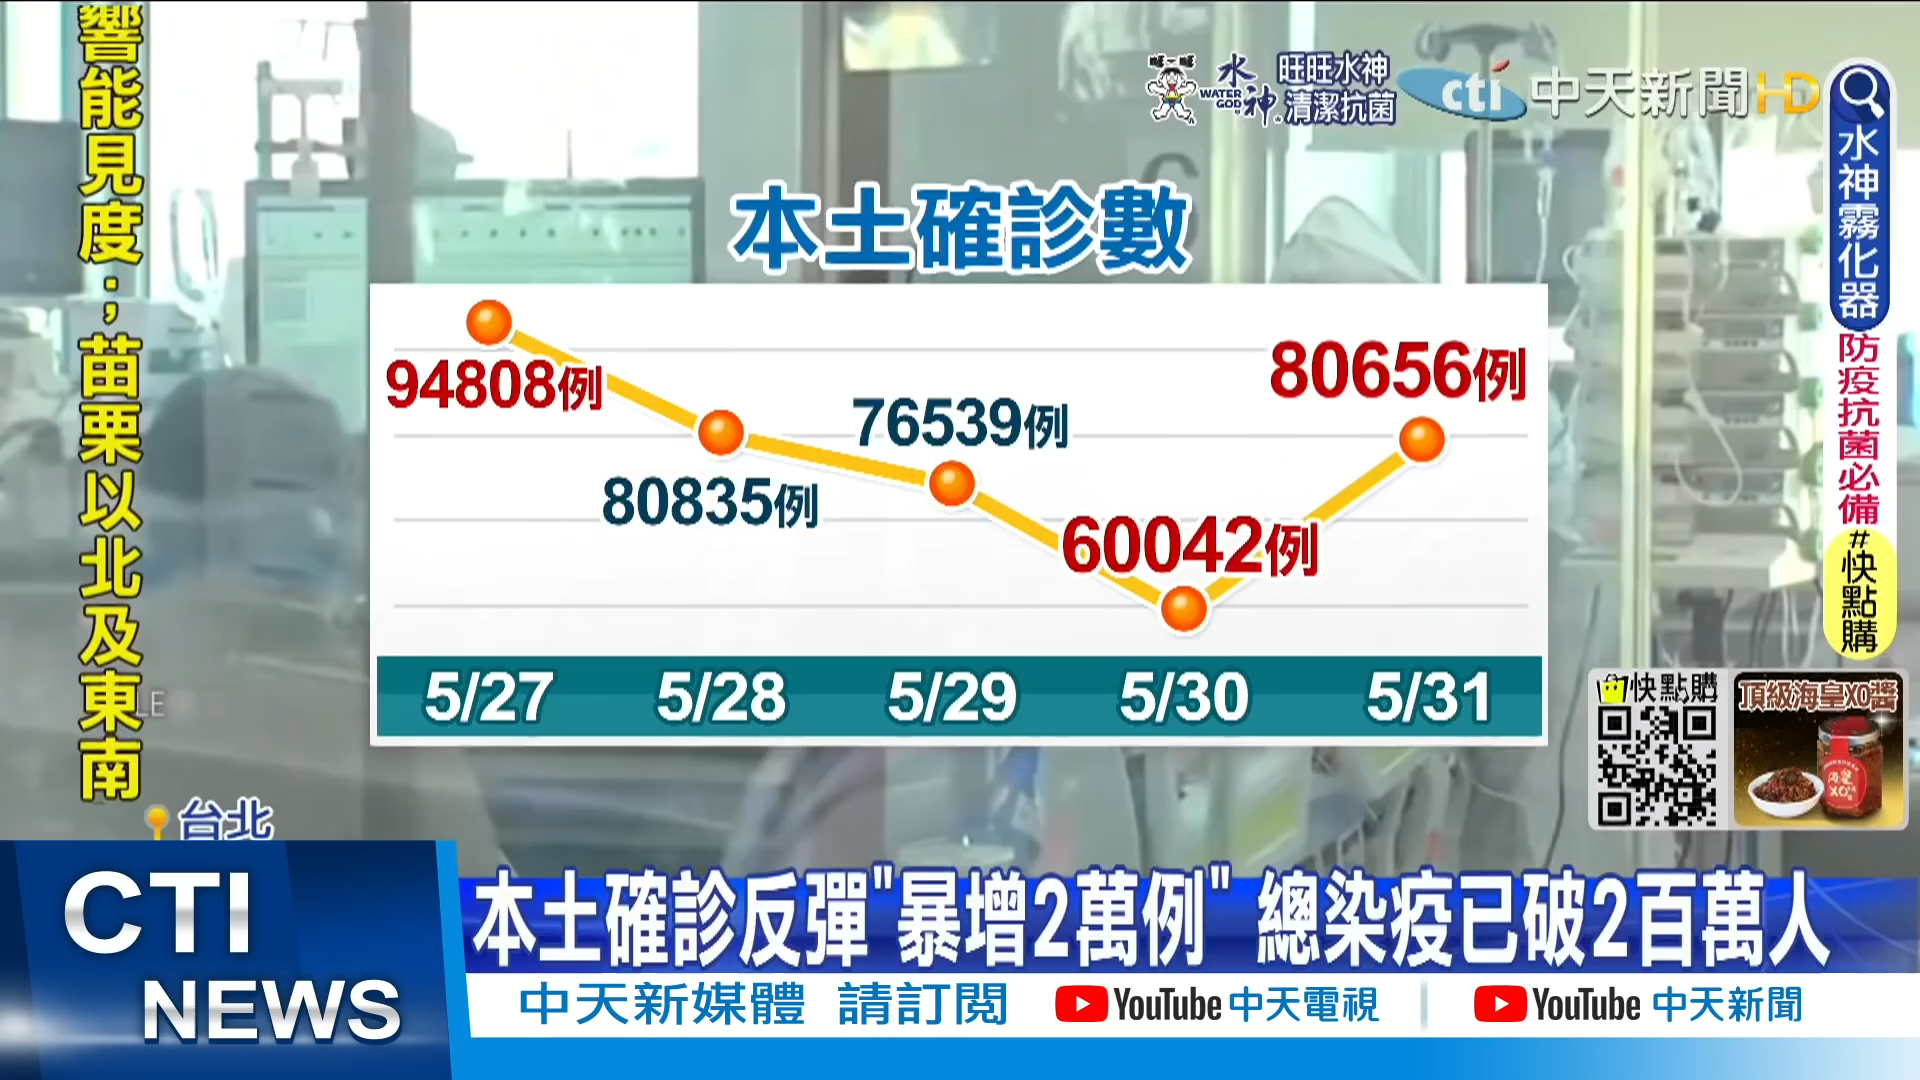 響能見度；苗栗以北及東南
旺旺
水神
WATER GOD
旺旺水神
清潔抗菌
cti 中天新聞HD
水神霧化器
防疫抗菌必備
#快點購
本土確診數
94808例
80835例
76539例
60042例
80656例
5/27 5/28 5/29 5/30 5/31
快點購
頂級海皇XO醬
台北
CTI
NEWS
本土確診反彈"暴增2萬例" 總染疫已破2百萬人
中天新媒體 請訂閱 YouTube 中天電視 | YouTube 中天新聞